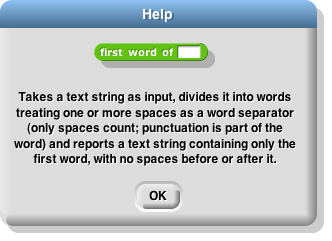 Help
first word of
Takes a text string as input, divides it into words
treating one or more spaces as a word separator
(only spaces count; punctuation is part of the
word) and reports a text string containing only the
first word, with no spaces before or after it.
OK